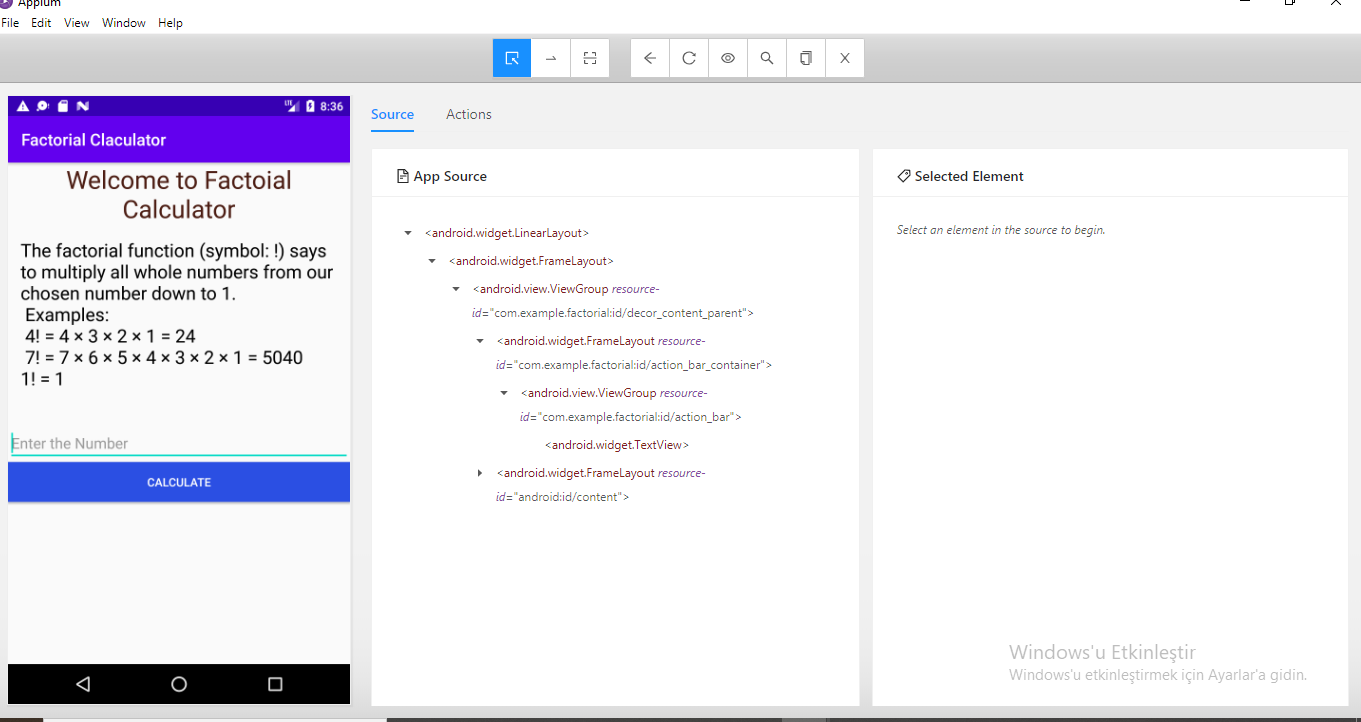 Appium
File Edit View Window Help
LTE 8:36
Factorial Claculator
Welcome to Factoial
Calculator
The factorial function (symbol: !) says
to multiply all whole numbers from our
chosen number down to 1.
Examples:
4! = 4 × 3 × 2 × 1 = 24
7! = 7 × 6 × 5 × 4 × 3 × 2 × 1 = 5040
1! = 1
Enter the Number
CALCULATE
Source Actions
App Source
<android.widget.LinearLayout>
<android.widget.FrameLayout>
<android.view.ViewGroup resource-
id="com.example.factorial:id/decor_content_parent">
<android.widget.FrameLayout resource-
id="com.example.factorial:id/action_bar_container">
<android.view.ViewGroup resource-
id="com.example.factorial:id/action_bar">
<android.widget.TextView>
<android.widget.FrameLayout resource-
id="android:id/content">
Selected Element
Select an element in the source to begin.
Windows'u Etkinleştir
Windows'u etkinleştirmek için Ayarlar'a gidin.